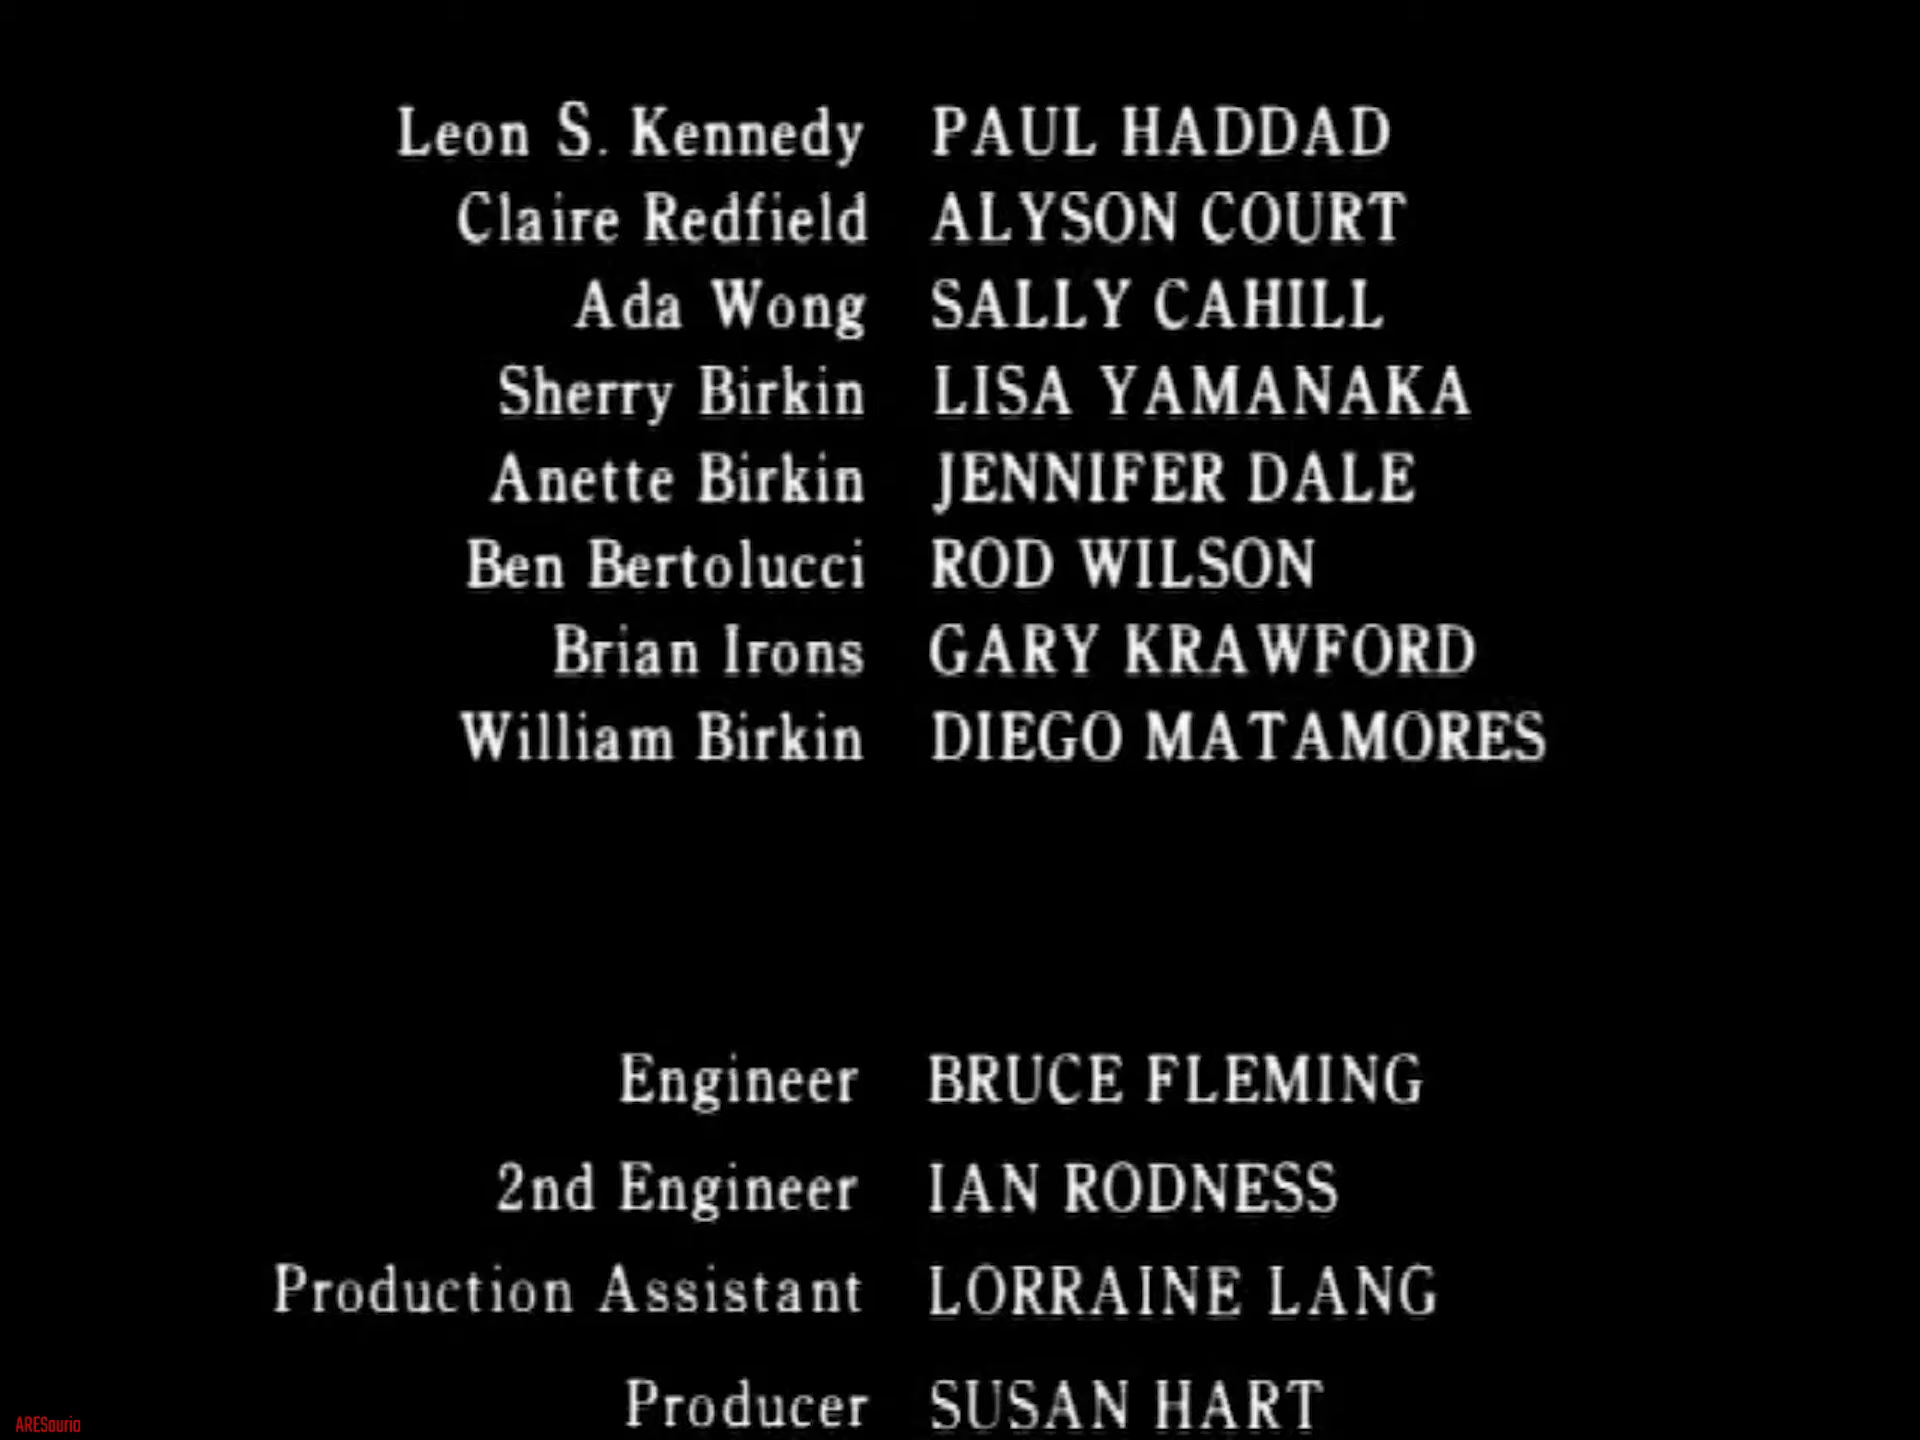 Leon S. Kennedy PAUL HADDAD
Claire Redfield ALYSON COURT
Ada Wong SALLY CAHILL
Sherry Birkin LISA YAMANAKA
Anette Birkin JENNIFER DALE
Ben Bertolucci ROD WILSON
Brian Irons GARY KRAWFORD
William Birkin DIEGO MATAMORES
Engineer BRUCE FLEMING
2nd Engineer IAN RODNESS
Production Assistant LORRAINE LANG
Producer SUSAN HART
ARESourio